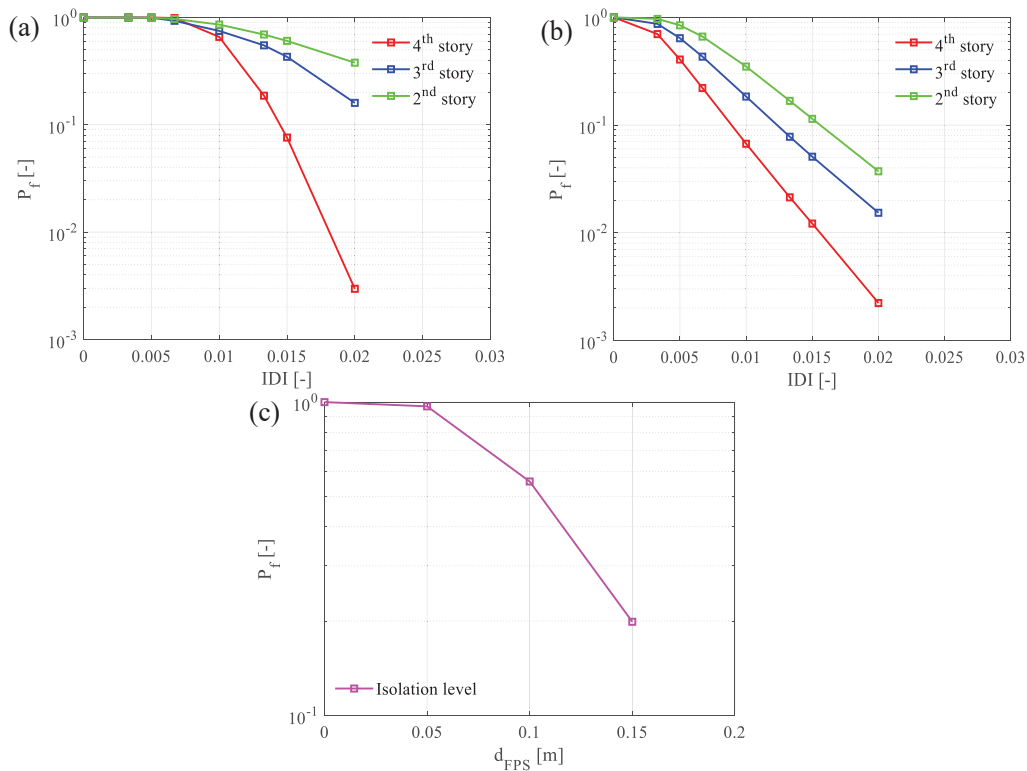 (a)
10^0
10^-1
10^-2
10^-3
P_f [-]
0 0.005 0.01 0.015 0.02 0.025 0.03
IDI [-]
4^th story
3^rd story
2^nd story
(b)
10^0
10^-1
10^-2
10^-3
P_f [-]
0 0.005 0.01 0.015 0.02 0.025 0.03
IDI [-]
4^th story
3^rd story
2^nd story
(c)
10^0
10^-1
P_f [-]
Isolation level
0 0.05 0.1 0.15 0.2
d_FPS [m]